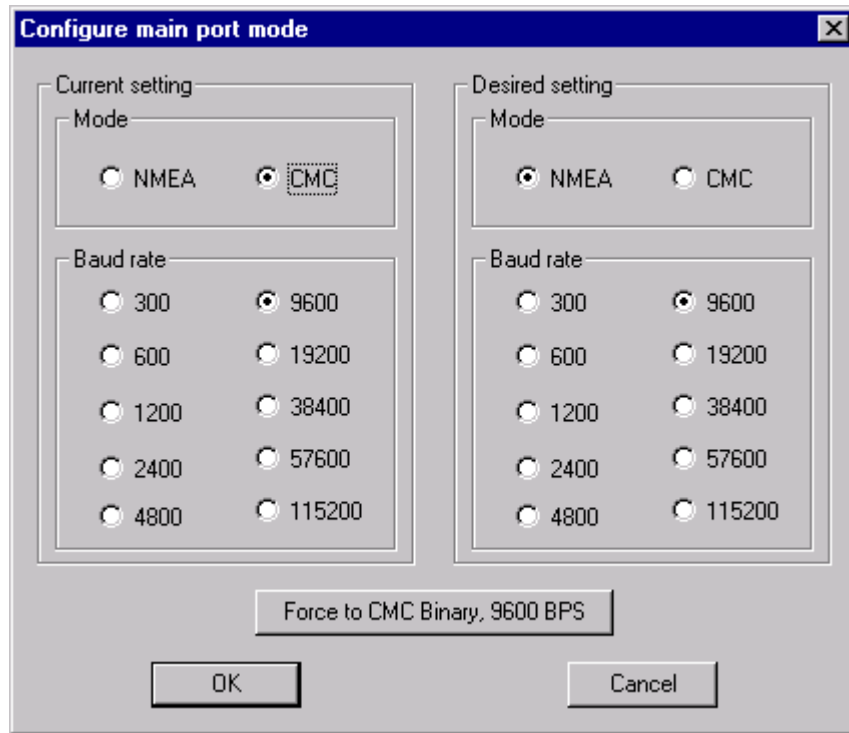 Configure main port mode
Current setting
Mode
NMEA CMC
Baud rate
300 9600
600 19200
1200 38400
2400 57600
4800 115200
Desired setting
Mode
NMEA CMC
Baud rate
300 9600
600 19200
1200 38400
2400 57600
4800 115200
Force to CMC Binary, 9600 BPS
OK Cancel